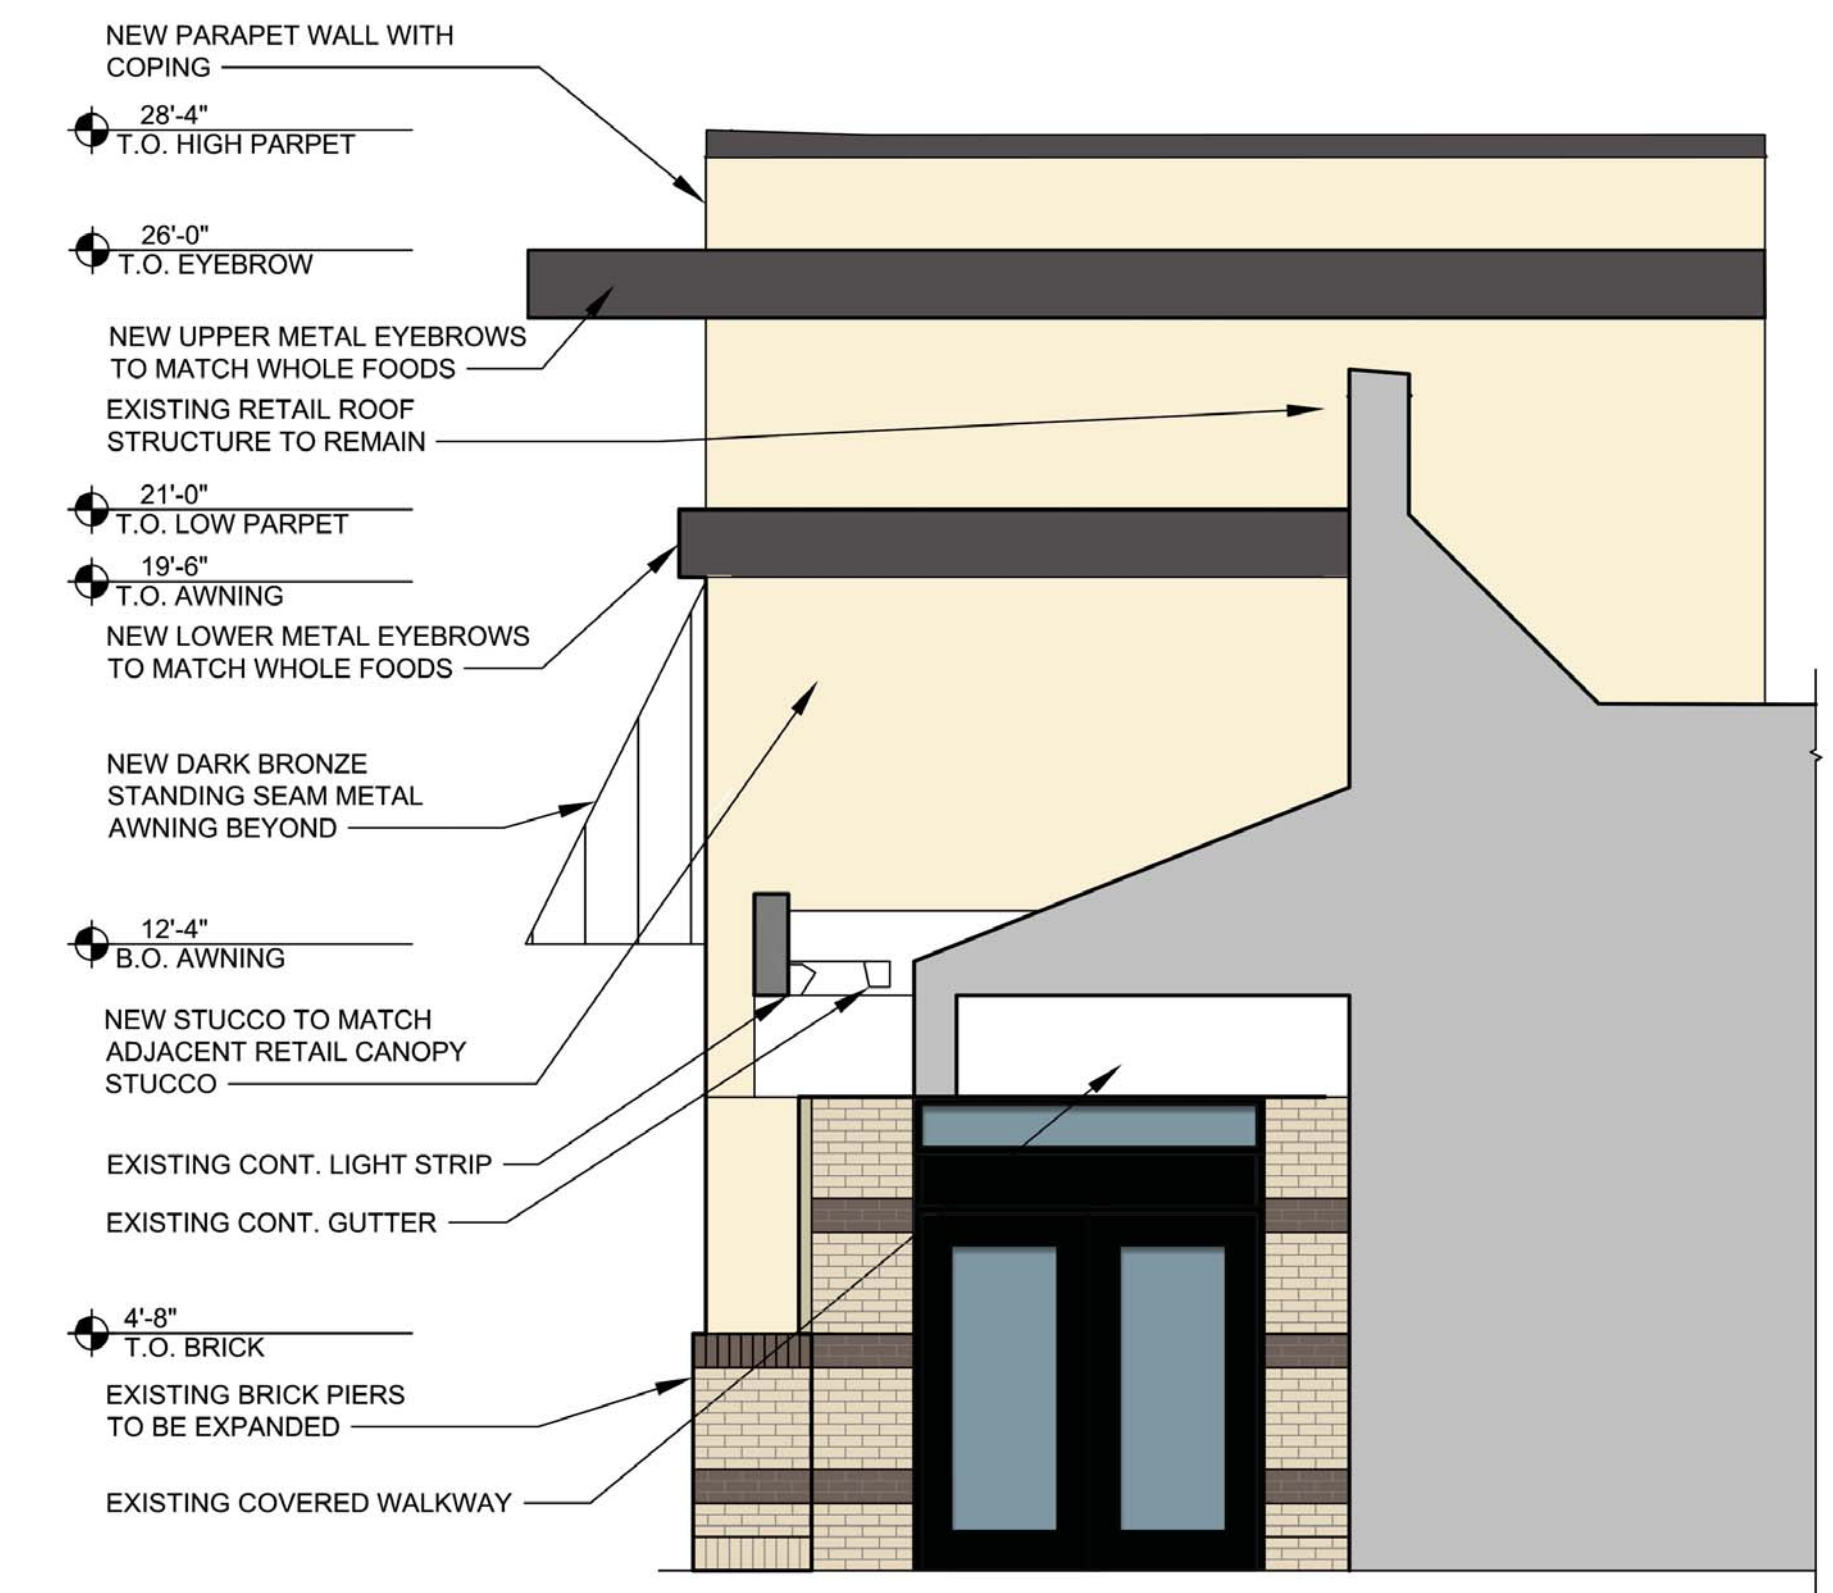 NEW PARAPET WALL WITH
COPING
28'-4"
T.O. HIGH PARPET
26'-0"
T.O. EYEBROW
NEW UPPER METAL EYEBROWS
TO MATCH WHOLE FOODS
EXISTING RETAIL ROOF
STRUCTURE TO REMAIN
21'-0"
T.O. LOW PARPET
19'-6"
T.O. AWNING
NEW LOWER METAL EYEBROWS
TO MATCH WHOLE FOODS
NEW DARK BRONZE
STANDING SEAM METAL
AWNING BEYOND
12'-4"
B.O. AWNING
NEW STUCCO TO MATCH
ADJACENT RETAIL CANOPY
STUCCO
EXISTING CONT. LIGHT STRIP
EXISTING CONT. GUTTER
4'-8"
T.O. BRICK
EXISTING BRICK PIERS
TO BE EXPANDED
EXISTING COVERED WALKWAY